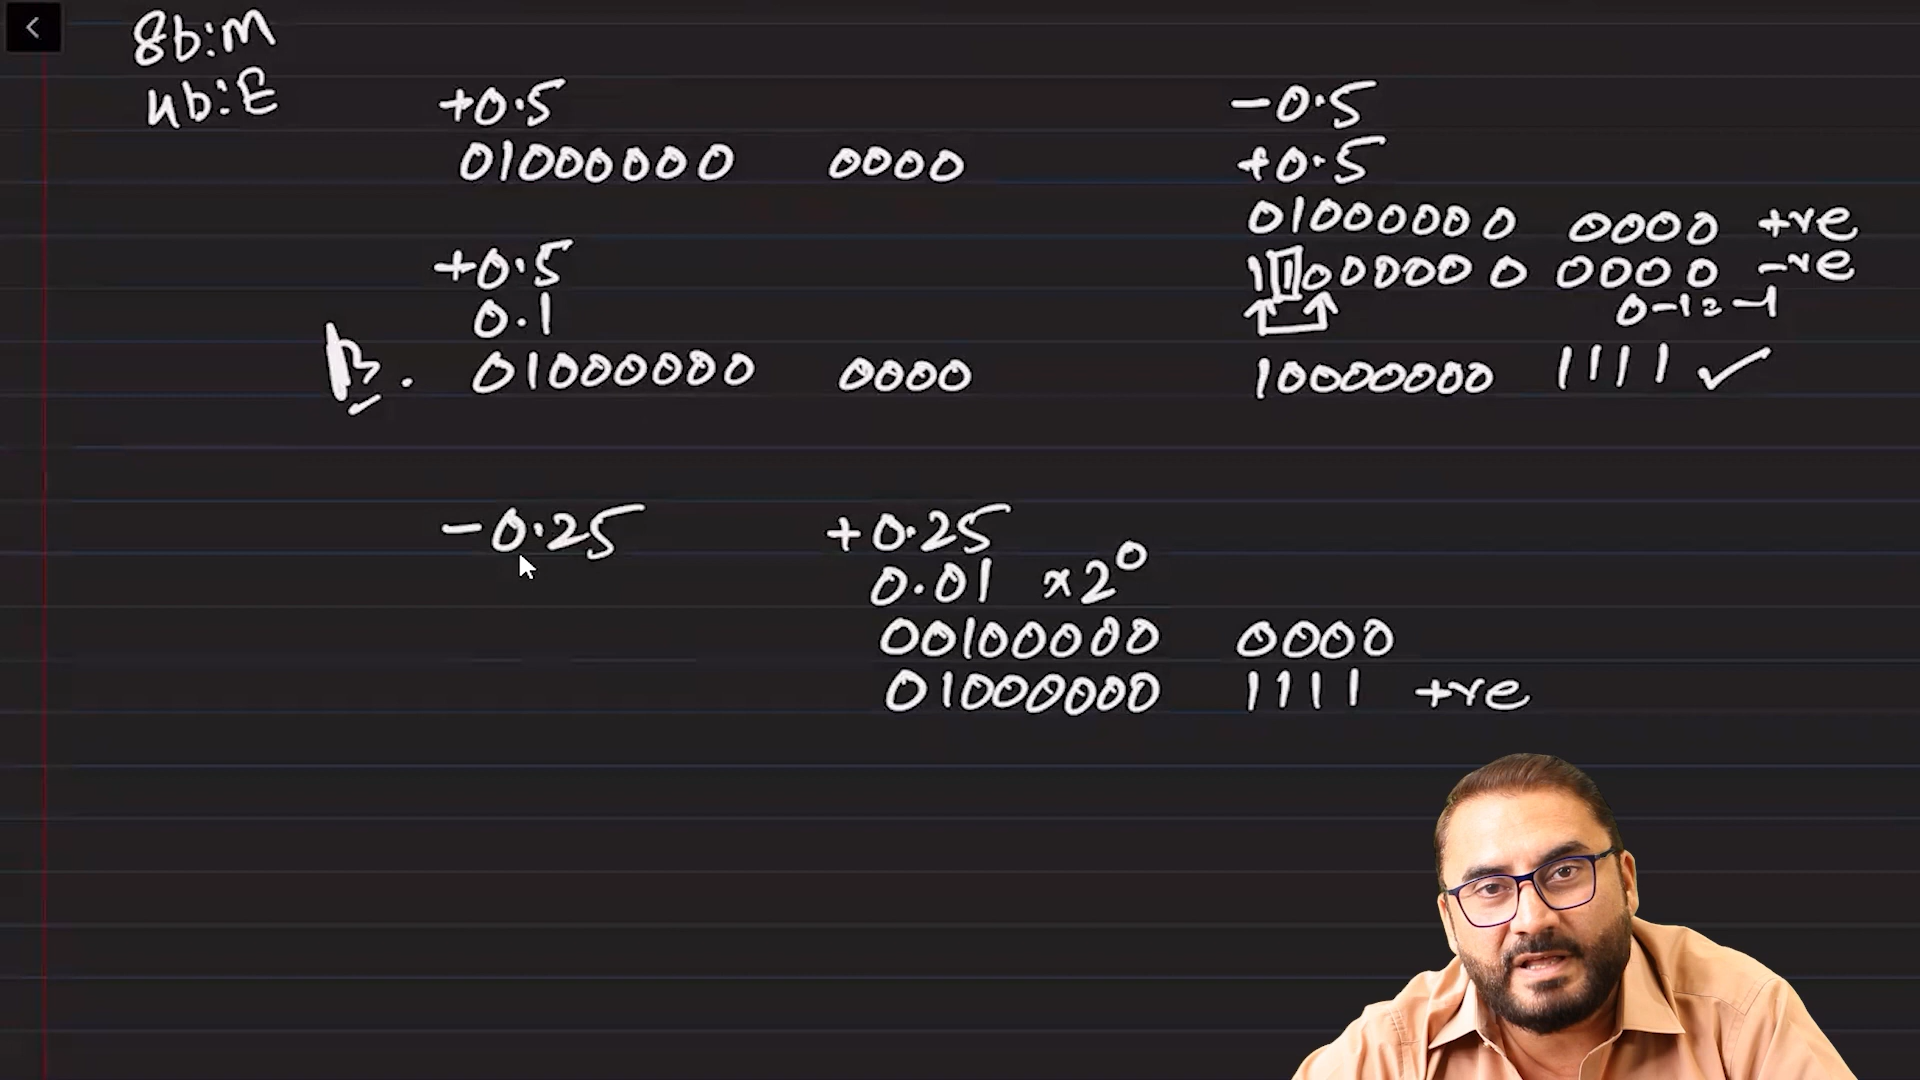 8b:M
4b:E
+0.5
01000000 0000
+0.5
0.1
01000000 0000
-0.5
+0.5
01000000 0000 +ve
11000000 0000 -ve
0-1=-1
10000000 1111 ✓
-0.25
+0.25
0.01 ×2⁰
00100000 0000
01000000 1111 +ve